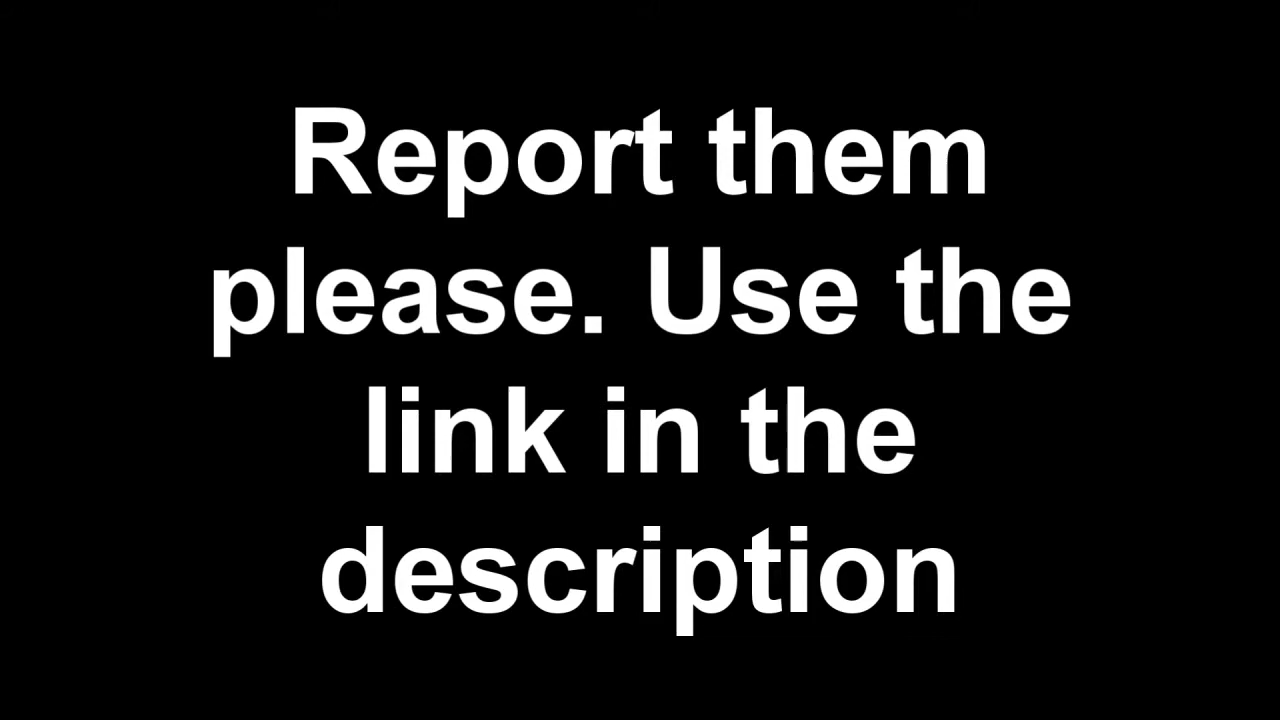 Report them
please. Use the
link in the
description